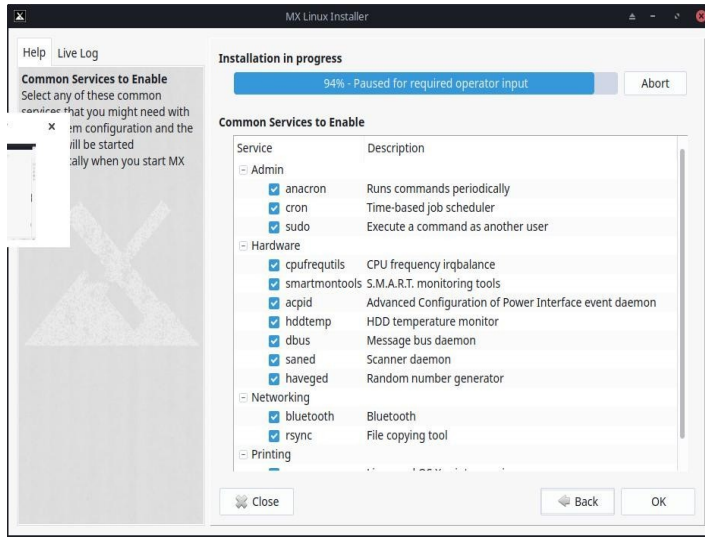 MX Linux Installer
Help
Live Log
Common Services to Enable
Select any of these common
services that you might need with
em configuration and the
ill be started
cally when you start MX
x
Installation in progress
94% - Paused for required operator input
Abort
Common Services to Enable
Service Description
Admin
anacron Runs commands periodically
cron Time-based job scheduler
sudo Execute a command as another user
Hardware
cpufrequtils CPU frequency irqbalance
smartmontools S.M.A.R.T. monitoring tools
acpid Advanced Configuration of Power Interface event daemon
hddtemp HDD temperature monitor
dbus Message bus daemon
saned Scanner daemon
haveged Random number generator
Networking
bluetooth Bluetooth
rsync File copying tool
Printing
Close
Back
OK